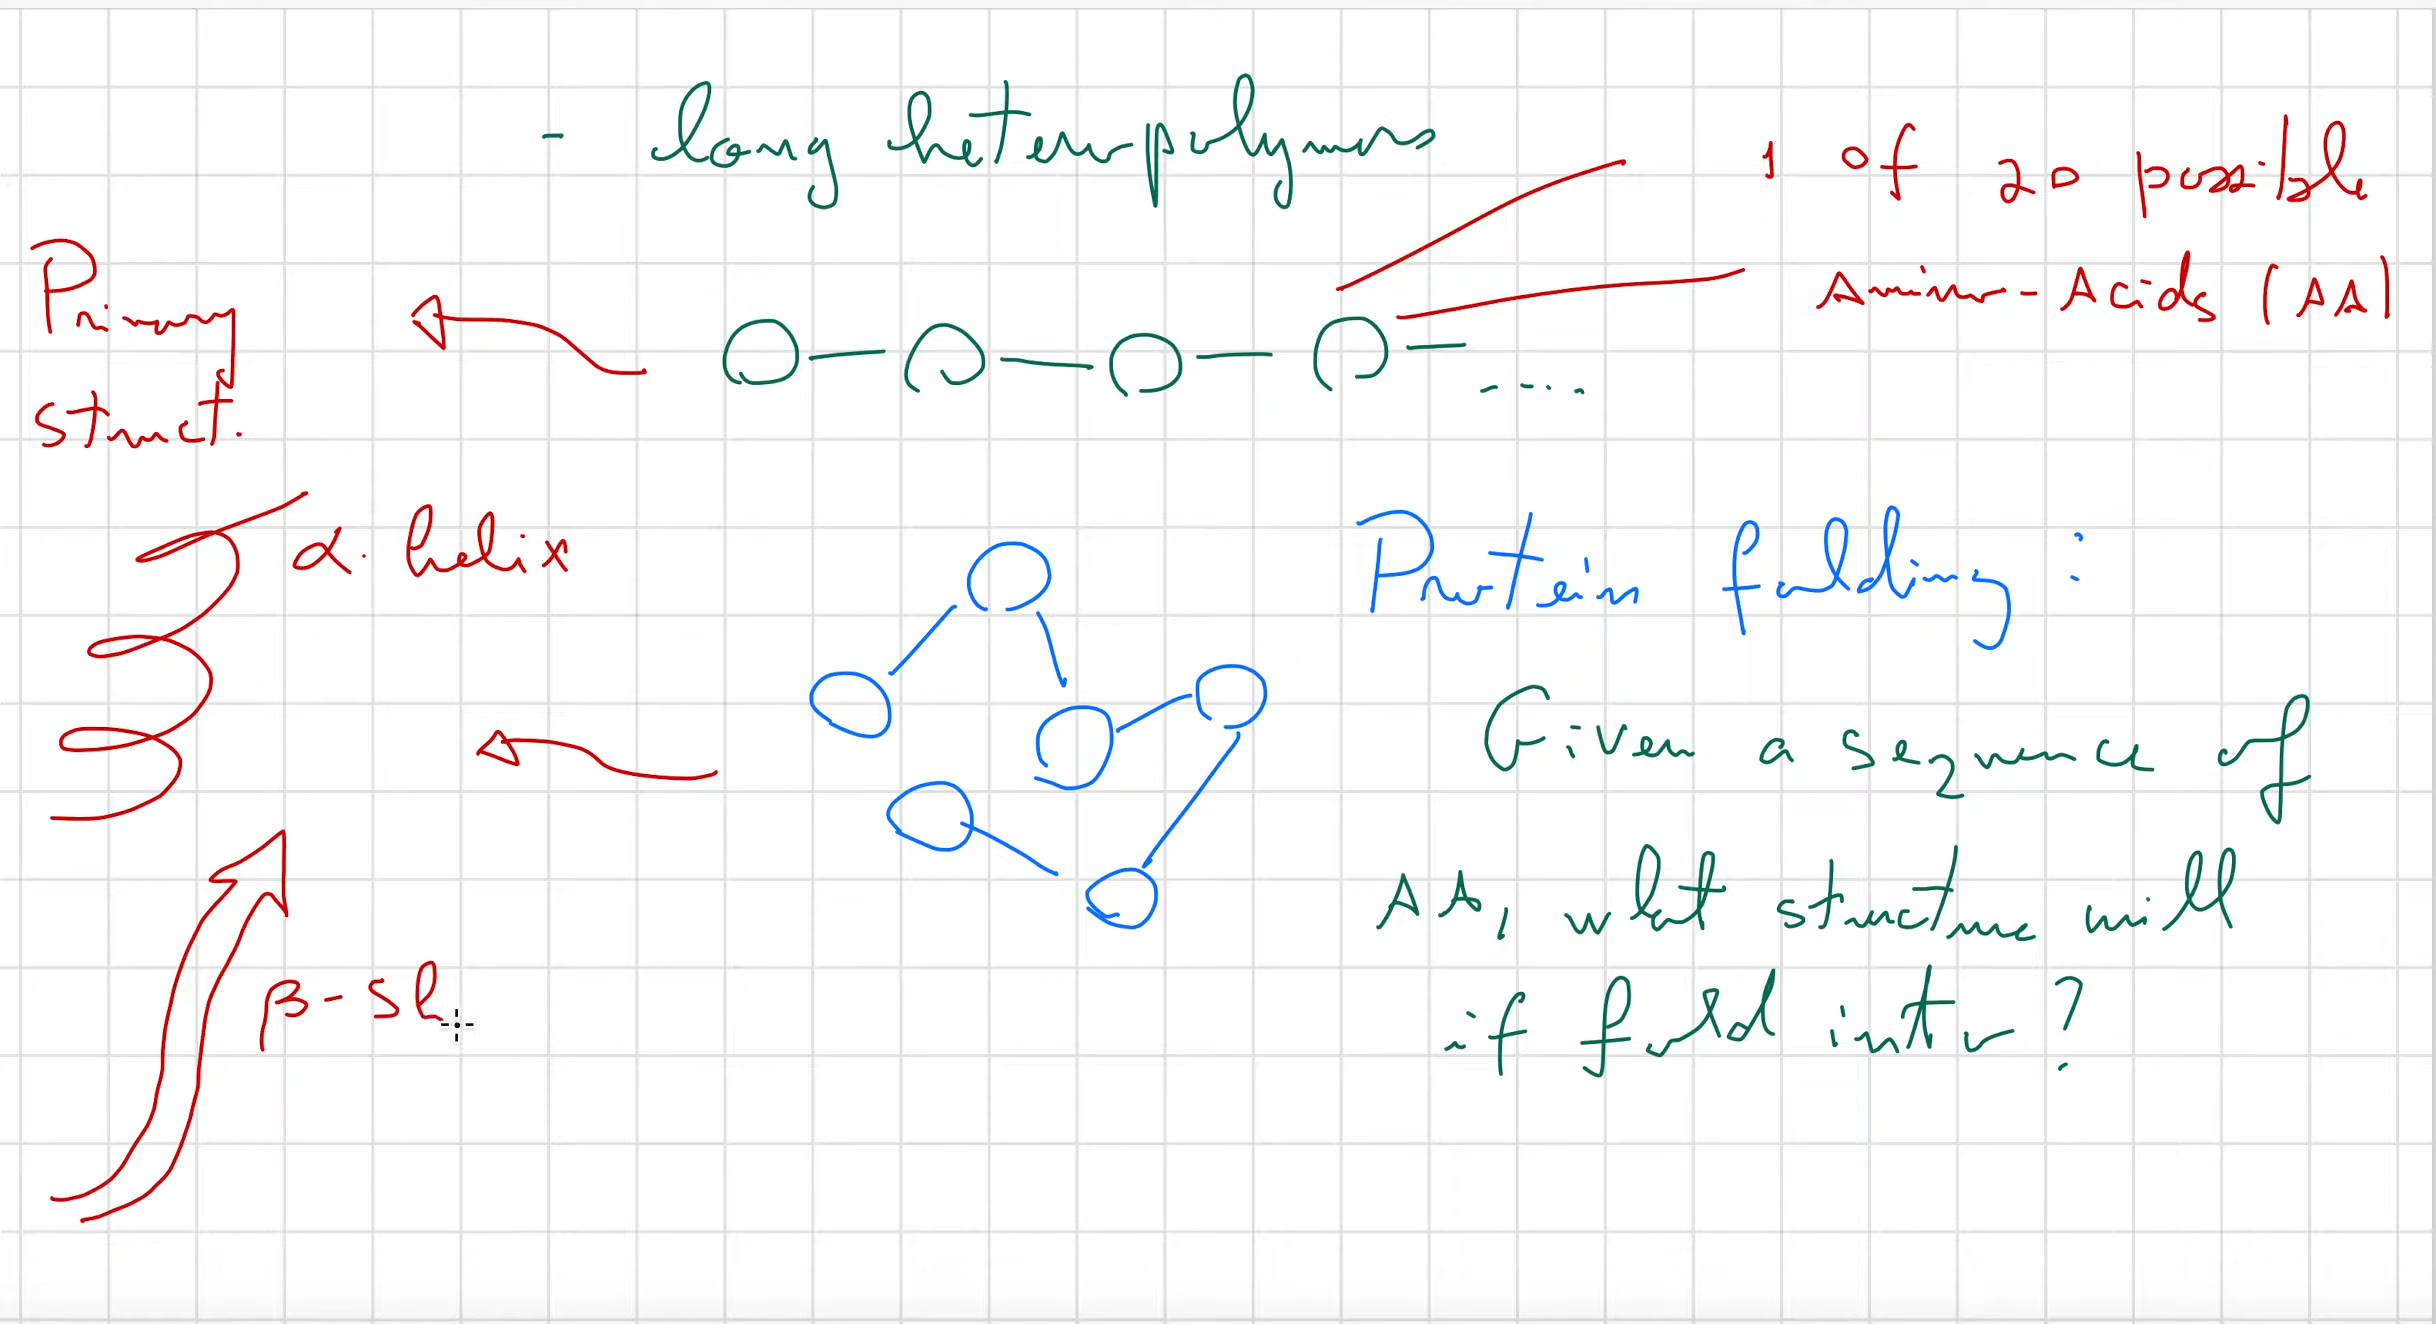 - long heteropolymers
1 of 20 possible
Amino-Acids (AA)
Primary
struct.
α-helix
Protein folding:
Given a sequence of
AA, what structure will
if fold into?
β-sh